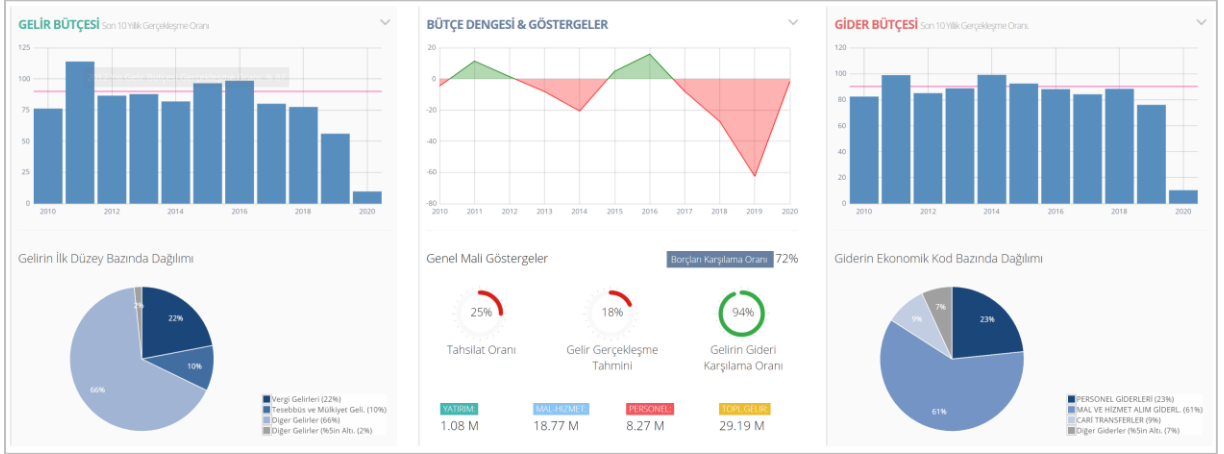 GELİR BÜTÇESİ Son 10 Yıllık Gerçekleşme Oranı
125
100
75
50
25
0
2010 2012 2014 2016 2018 2020
Gelirin İlk Düzey Bazında Dağılımı
2%
22%
10%
66%
Vergi Gelirleri (22%)
Tesebbüs ve Mülkiyet Geli. (10%)
Diğer Gelirler (66%)
Diğer Gelirler (%5in Altı. (2%)
BÜTÇE DENGESİ & GÖSTERGELER
20
0
-20
-40
-60
-80
2010 2011 2012 2013 2014 2015 2016 2017 2018 2019 2020
Genel Mali Göstergeler
Borçları Karşılama Oranı 72%
25%
18%
94%
Tahsilat Oranı
Gelir Gerçekleşme
Tahmini
Gelirin Gideri
Karşılama Oranı
YATIRIM: MAL-HİZMET: PERSONEL: TOPL.GELİR:
1.08 M 18.77 M 8.27 M 29.19 M
GİDER BÜTÇESİ Son 10 Yıllık Gerçekleşme Oranı
120
100
80
60
40
20
0
2010 2012 2014 2016 2018 2020
Giderin Ekonomik Kod Bazında Dağılımı
7%
9%
23%
61%
PERSONEL GİDERLERİ (23%)
MAL VE HİZMET ALIM GİDERL. (61%)
CARİ TRANSFERLER (9%)
Diğer Giderler (%5in Altı. (7%)